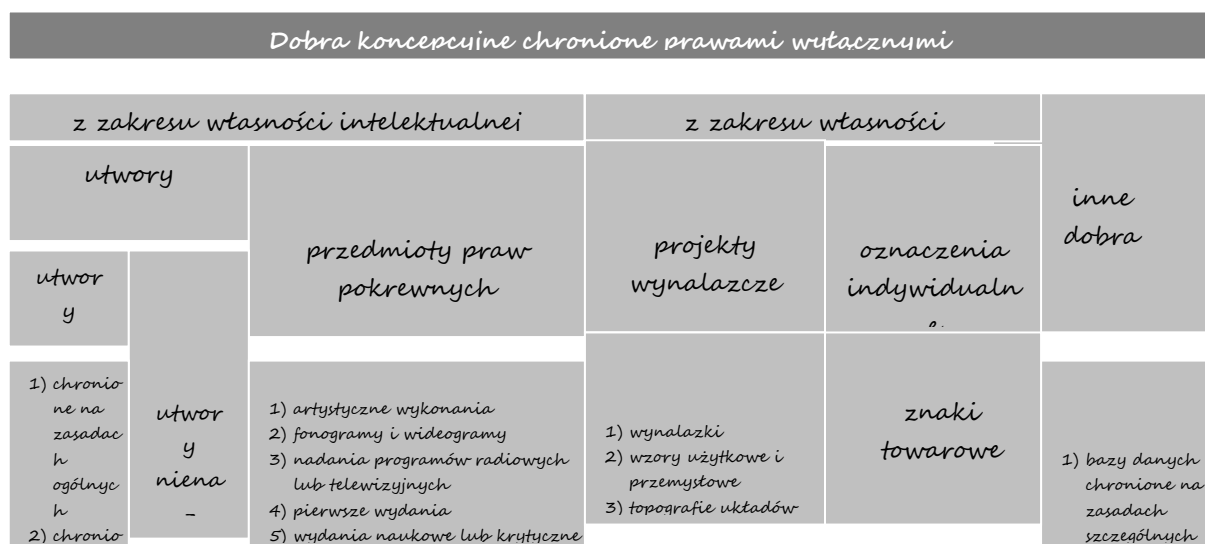 Dobra koncepcyjne chronione prawami wyłącznymi
z zakresu własności intelektualnej
z zakresu własności
inne
dobra
utwory
przedmioty praw
pokrewnych
projekty
wynalazcze
oznaczenia
indywidualn
utwor
y
utwor
y
niena
-
1) chronio
ne na
zasadac
h
ogólnyc
h
2) chronio
1) artystyczne wykonania
2) fonogramy i wideogramy
3) nadania programów radiowych
lub telewizyjnych
4) pierwsze wydania
5) wydania naukowe lub krytyczne
1) wynalazki
2) wzory użytkowe i
przemysłowe
3) topografie układów
znaki
towarowe
1) bazy danych
chronione na
zasadach
szczególnych